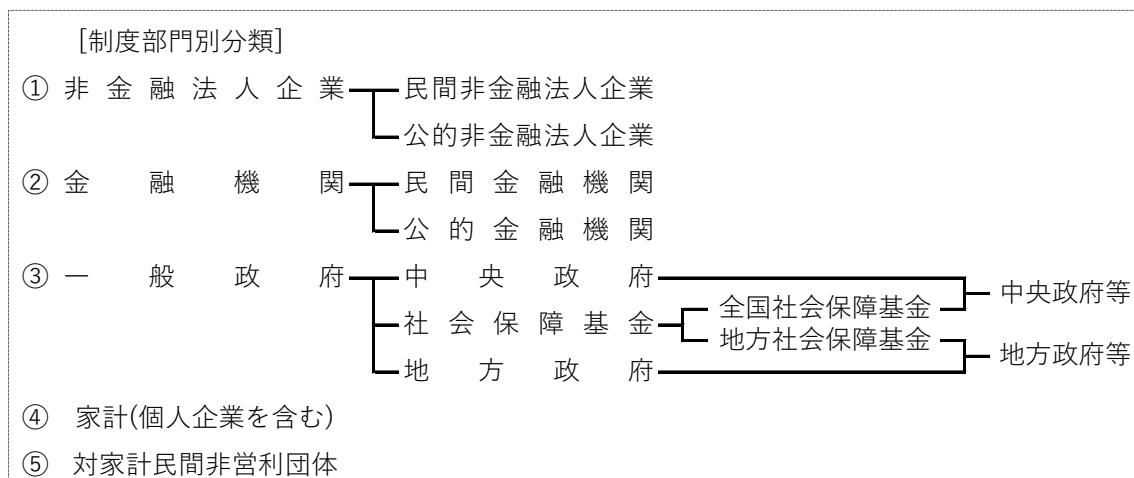 [制度部門別分類]
① 非金融法人企業 民間非金融法人企業
公的非金融法人企業
② 金融機関 民間金融機関
公的金融機関
③ 一般政府 中央政府
中央政府等
全国社会保障基金
社会保障基金
地方社会保障基金
地方政府等
地方政府
④ 家計(個人企業を含む)
⑤ 対家計民間非営利団体